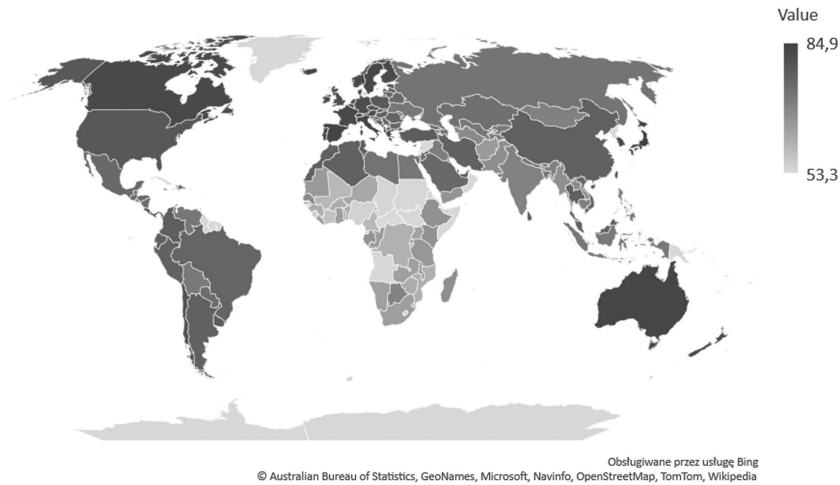 Value
84,9
53,3
Obsługiwane przez usługę Bing
© Australian Bureau of Statistics, GeoNames, Microsoft, Navinfo, OpenStreetMap, TomTom, Wikipedia